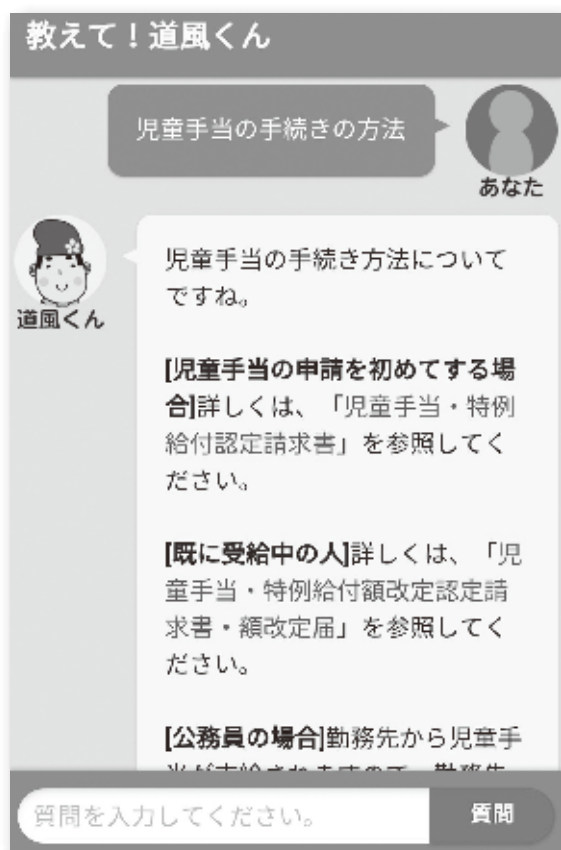 教えて！道風くん
児童手当の手続きの方法
あなた
道風くん
児童手当の手続き方法について
ですね。
[児童手当の申請を初めてする場
合]詳しくは、「児童手当・特例
給付認定請求書」を参照してく
ださい。
[既に受給中の人]詳しくは、「児
童手当・特例給付額改定認定請
求書・額改定届」を参照してく
ださい。
[公務員の場合]勤務先から児童手
質問を入力してください。
質問